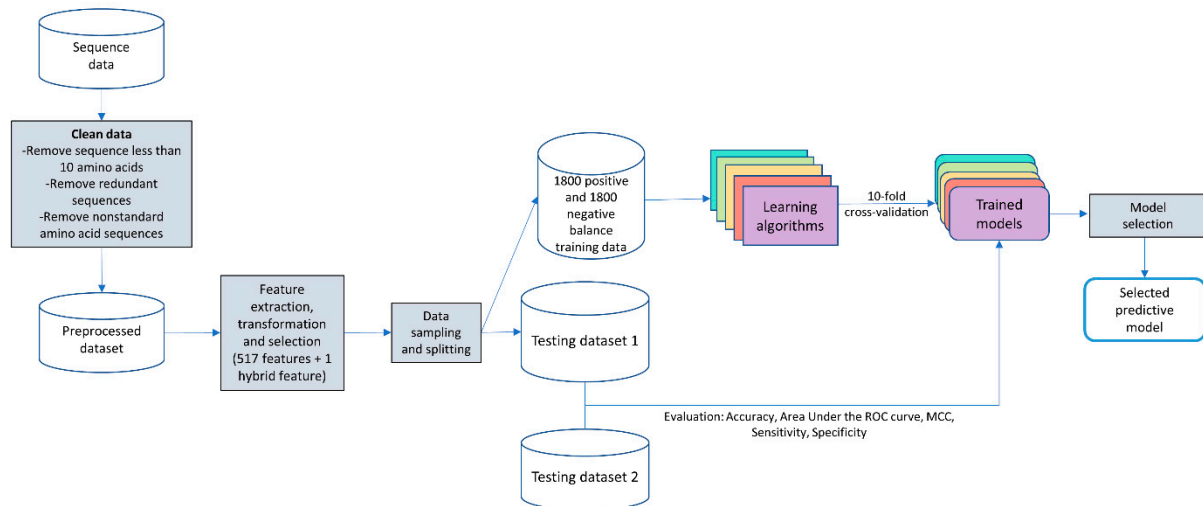 Sequence
data
Clean data
-Remove sequence less than
10 amino acids
-Remove redundant
sequences
-Remove nonstandard
amino acid sequences
Preprocessed
dataset
Feature
extraction,
transformation
and selection
(517 features + 1
hybrid feature)
Data
sampling
and splitting
1800 positive
and 1800
negative
balance
training data
Testing dataset 1
Testing dataset 2
Learning
algorithms
10-fold
cross-validation
Trained
models
Evaluation: Accuracy, Area Under the ROC curve, MCC,
Sensitivity, Specificity
Model
selection
Selected
predictive
model